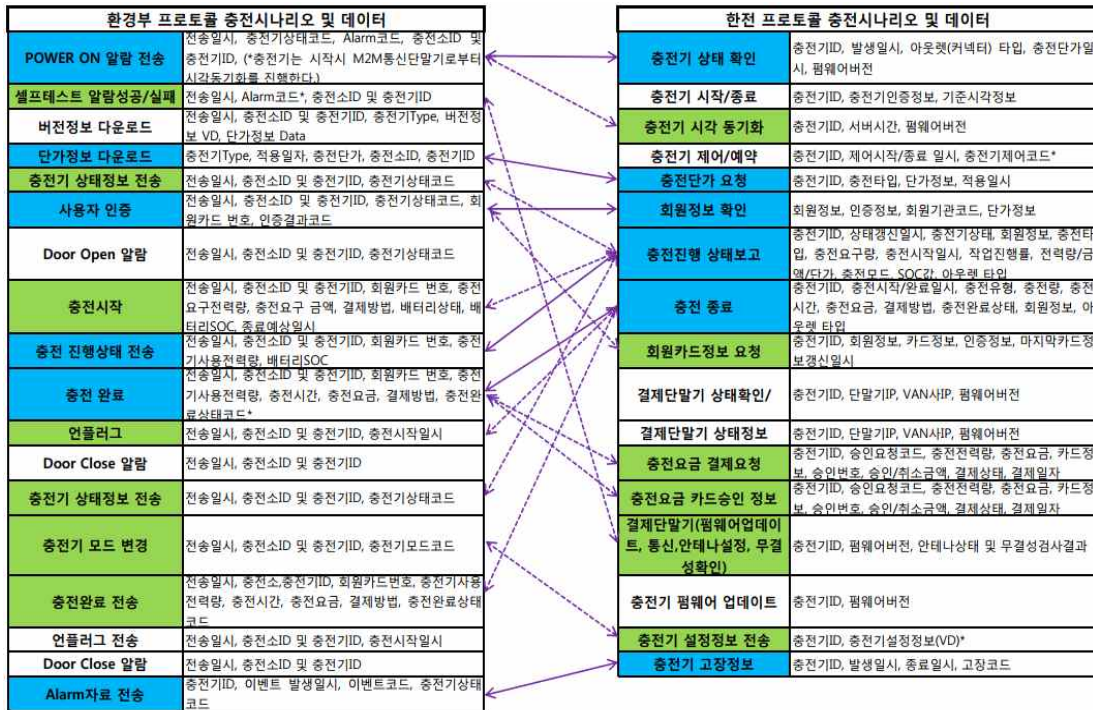 환경부 프로토콜 충전시나리오 및 데이터
POWER ON 알람 전송
전송일시, 충전기상태코드, Alarm코드, 충전소ID 및
충전기ID, (*충전기는 시작시 M2M통신단말기로부터
시각동기화를 진행한다.)
셀프테스트 알람성공/실패
전송일시, Alarm코드*, 충전소ID 및 충전기ID
버전정보 다운로드
전송일시, 충전소ID 및 충전기ID, 충전기Type, 버전정
보 VD, 단가정보 Data
단가정보 다운로드
충전기Type, 적용일자, 충전단가, 충전소ID, 충전기ID
충전기 상태정보 전송
전송일시, 충전소ID 및 충전기ID, 충전기상태코드
사용자 인증
전송일시, 충전소ID 및 충전기ID, 충전기상태코드, 회
원카드 번호, 인증결과코드
Door Open 알람
전송일시, 충전소ID 및 충전기ID, 충전기상태코드
충전시작
전송일시, 충전소ID 및 충전기ID, 회원카드 번호, 충전
요구전력량, 충전요구 금액, 결제방법, 배터리상태, 배
터리SOC, 종료예상일시
충전 진행상태 전송
전송일시, 충전소ID 및 충전기ID, 회원카드 번호, 충전
기사용전력량, 배터리SOC
충전 완료
전송일시, 충전소ID 및 충전기ID, 회원카드 번호, 충전
기사용전력량, 충전시간, 충전요금, 결제방법, 충전완
료상태코드*
언플러그
전송일시, 충전소ID 및 충전기ID, 충전시작일시
Door Close 알람
전송일시, 충전소ID 및 충전기ID
충전기 상태정보 전송
전송일시, 충전소ID 및 충전기ID, 충전기상태코드
충전기 모드 변경
전송일시, 충전소ID 및 충전기ID, 충전기모드코드
충전완료 전송
전송일시, 충전소,충전기ID, 회원카드번호, 충전기사용
전력량, 충전시간, 충전요금, 결제방법, 충전완료상태
코드
언플러그 전송
전송일시, 충전소ID 및 충전기ID, 충전시작일시
Door Close 알람
전송일시, 충전소ID 및 충전기ID
Alarm자료 전송
충전기ID, 이벤트 발생일시, 이벤트코드, 충전기상태
코드
한전 프로토콜 충전시나리오 및 데이터
충전기 상태 확인
충전기ID, 발생일시, 아웃렛(커넥터) 타입, 충전단가일
시, 펌웨어버전
충전기 시작/종료
충전기ID, 충전기인증정보, 기준시각정보
충전기 시각 동기화
충전기ID, 서버시간, 펌웨어버전
충전기 제어/예약
충전기ID, 제어시작/종료 일시, 충전기제어코드*
충전단가 요청
충전기ID, 충전타입, 단가정보, 적용일시
회원정보 확인
회원정보, 인증정보, 회원기관코드, 단가정보
충전진행 상태보고
충전기ID, 상태갱신일시, 충전기상태, 회원정보, 충전타
입, 충전요구량, 충전시작일시, 작업진행률, 전력량/금
액/단가, 충전모드, SOC값, 아웃렛 타입
충전 종료
충전기ID, 충전시작/완료일시, 충전유형, 충전량, 충전
시간, 충전요금, 결제방법, 충전완료상태, 회원정보, 아
웃렛 타입
회원카드정보 요청
충전기ID, 회원정보, 카드정보, 인증정보, 마지막카드정
보갱신일시
결제단말기 상태확인/
충전기ID, 단말기IP, VAN사IP, 펌웨어버전
결제단말기 상태정보
충전기ID, 단말기IP, VAN사IP, 펌웨어버전
충전요금 결제요청
충전기ID, 승인요청코드, 충전전력량, 충전요금, 카드정
보, 승인번호, 승인/취소금액, 결제상태, 결제일자
충전요금 카드승인 정보
충전기ID, 승인요청코드, 충전전력량, 충전요금, 카드정
보, 승인번호, 승인/취소금액, 결제상태, 결제일자
결제단말기(펌웨어업데이
트, 통신,안테나설정, 무결
성확인)
충전기ID, 펌웨어버전, 안테나상태 및 무결성검사결과
충전기 펌웨어 업데이트
충전기ID, 펌웨어버전
충전기 설정정보 전송
충전기ID, 충전기설정정보(VD)*
충전기 고장정보
충전기ID, 발생일시, 종료일시, 고장코드